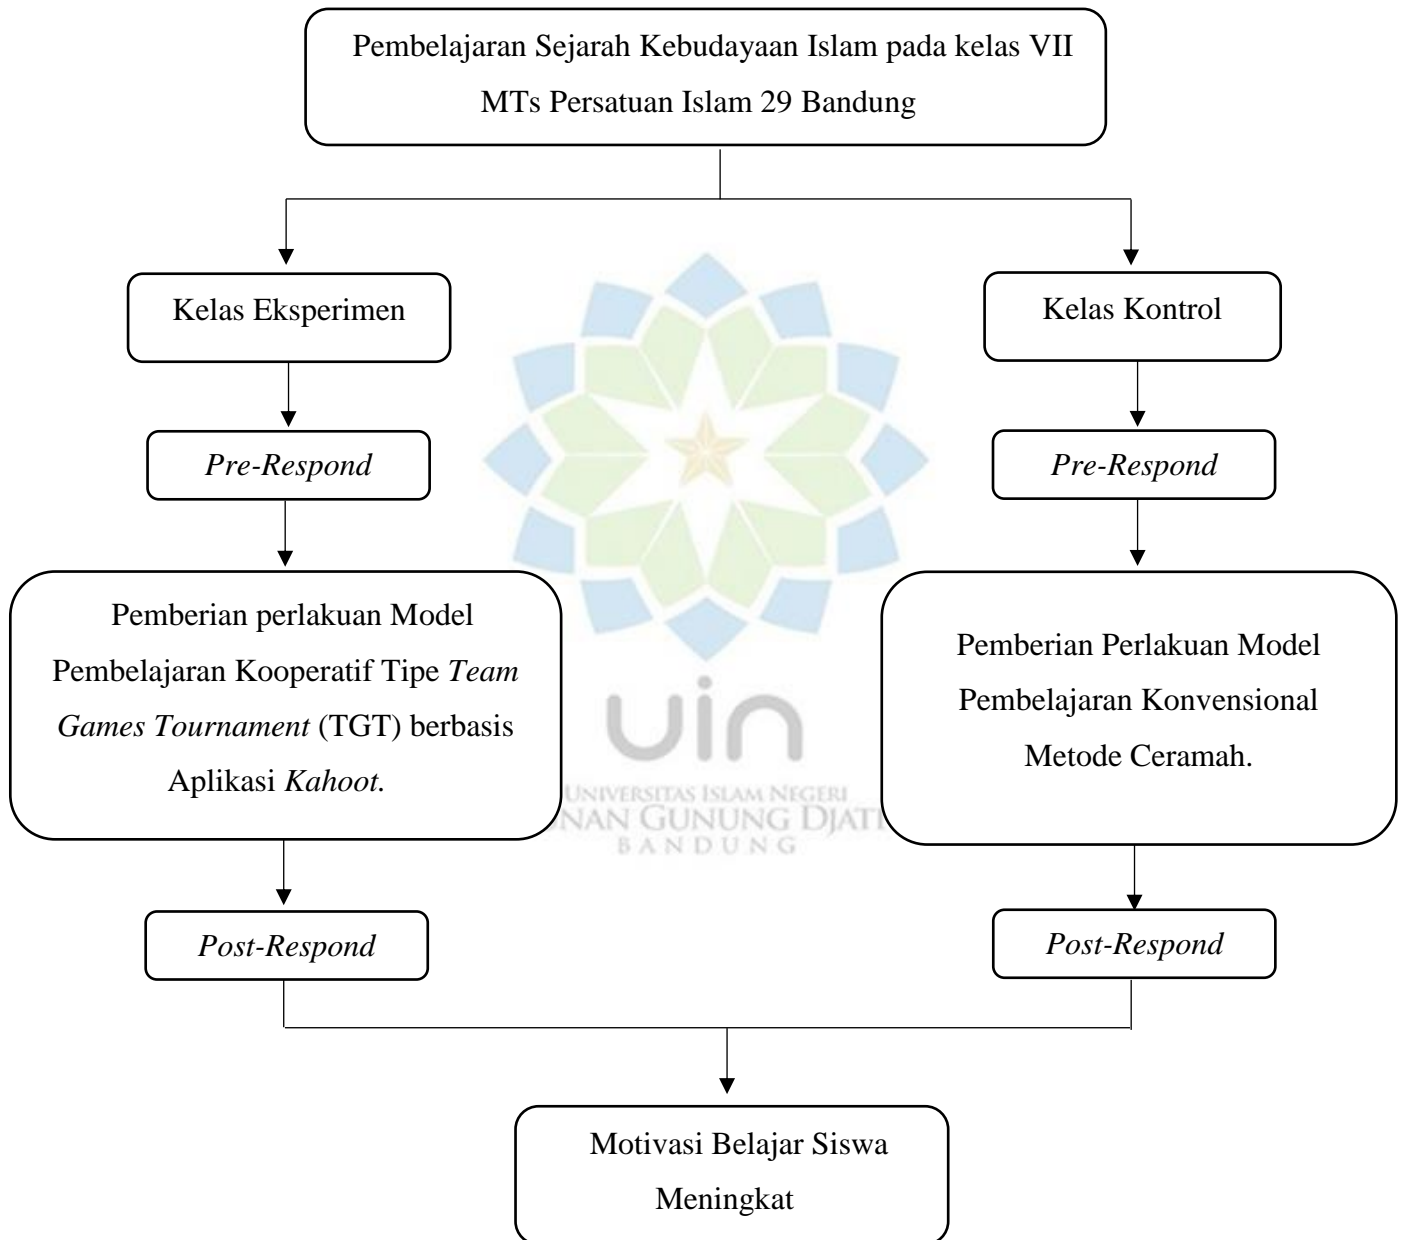 Pembelajaran Sejarah Kebudayaan Islam pada kelas VII
MTs Persatuan Islam 29 Bandung
Kelas Eksperimen
Kelas Kontrol
Pre-Respond
Pre-Respond
Pemberian perlakuan Model
Pembelajaran Kooperatif Tipe Team
Games Tournament (TGT) berbasis
Aplikasi Kahoot.
Pemberian Perlakuan Model
Pembelajaran Konvensional
Metode Ceramah.
uin
UNIVERSITAS ISLAM NEGERI
NAN GUNUNG DJATI
BANDUNG
Post-Respond
Post-Respond
Motivasi Belajar Siswa
Meningkat